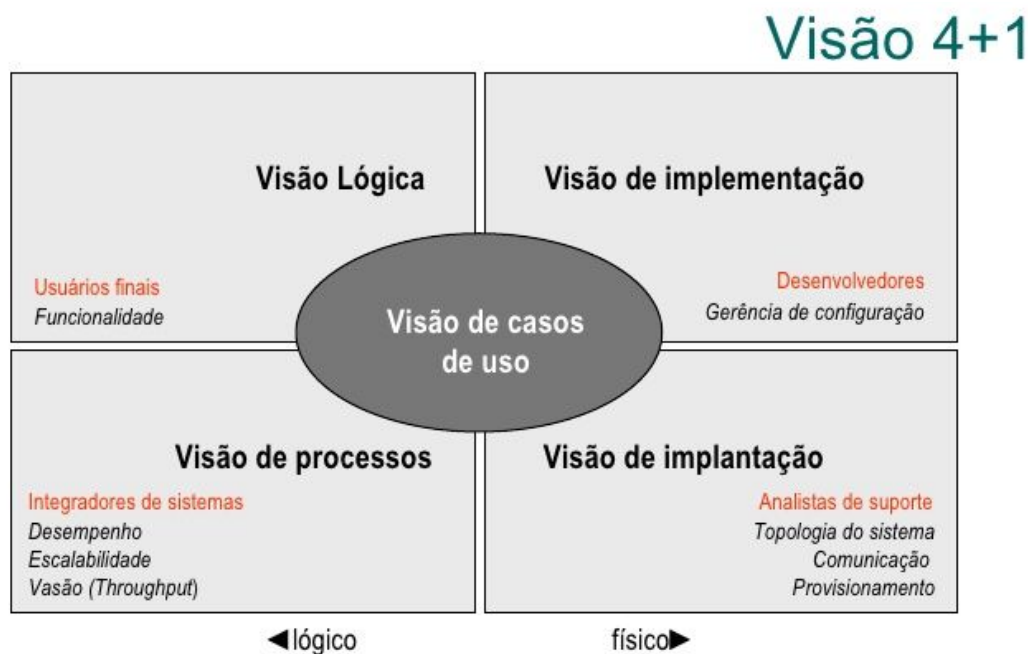 Visão 4+1
Visão Lógica
Usuários finais
Funcionalidade
Visão de implementação
Desenvolvedores
Gerência de configuração
Visão de casos
de uso
Visão de processos
Integradores de sistemas
Desempenho
Escalabilidade
Vasão (Throughput)
Visão de implantação
Analistas de suporte
Topologia do sistema
Comunicação
Provisionamento
◀lógico
físico▶